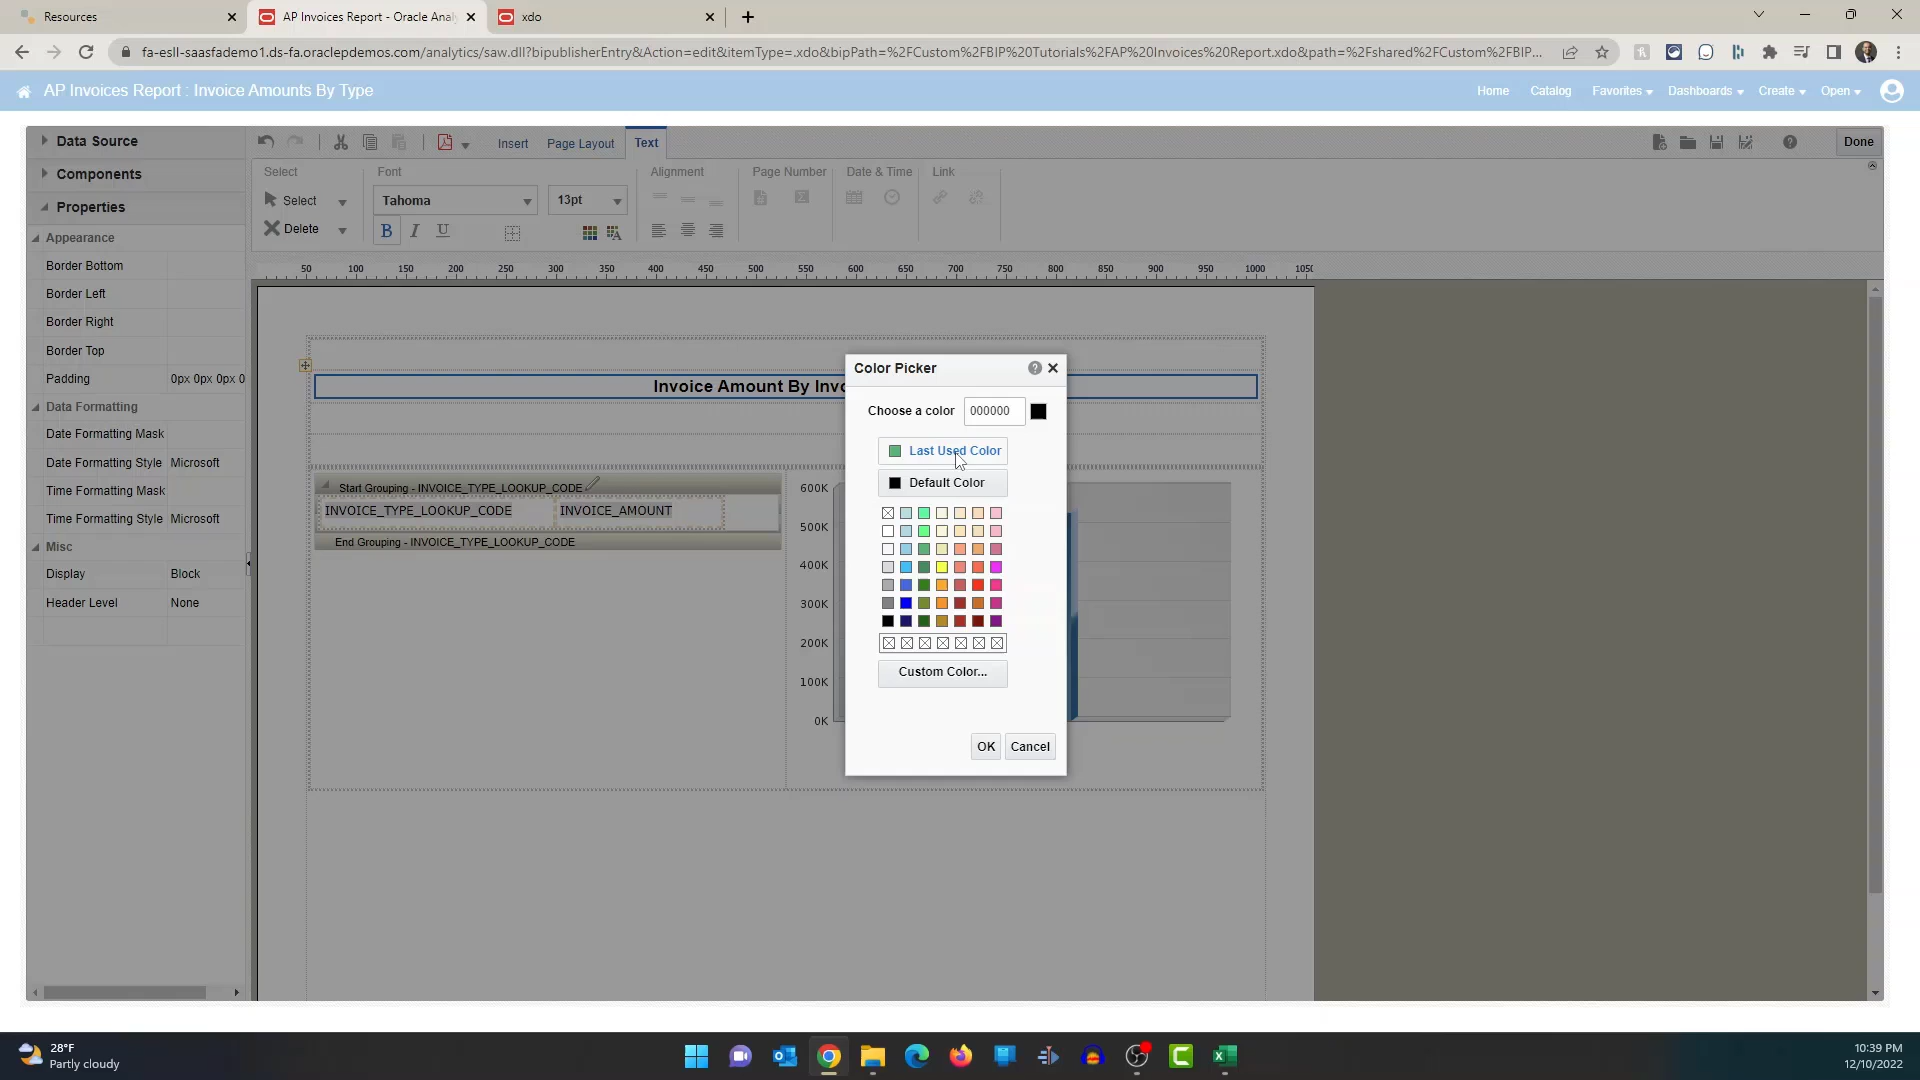 Resources
AP Invoices Report - Oracle Analy
xdo
fa-esll-saasfademo1.ds-fa.oraclepdemos.com/analytics/saw.dll?bipublisherEntry&Action=edit&itemType=.xdo&bipPath=%2FCustom%2FBIP%20Tutorials%2FAP%20Invoices%20Report.xdo&path=%2Fshared%2FCustom%2FBIP...
AP Invoices Report : Invoice Amounts By Type
Home Catalog Favorites Dashboards Create Open
Data Source
Components
Properties
Appearance
Border Bottom
Border Left
Border Right
Border Top
Padding 0px 0px 0px 0
Data Formatting
Date Formatting Mask
Date Formatting Style Microsoft
Time Formatting Mask
Time Formatting Style Microsoft
Misc
Display Block
Header Level None
Insert Page Layout Text
Done
Select Font Alignment Page Number Date & Time Link
Select
Delete
Tahoma 13pt
B I U
50 100 150 200 250 300 350 400 450 500 550 600 650 700 750 800 850 900 950 1000 105(
Invoice Amount By Invo
Start Grouping - INVOICE_TYPE_LOOKUP_CODE
INVOICE_TYPE_LOOKUP_CODE INVOICE_AMOUNT
End Grouping - INVOICE_TYPE_LOOKUP_CODE
600K
500K
400K
300K
200K
100K
0K
Color Picker
Choose a color 000000
Last Used Color
Default Color
Custom Color...
OK Cancel
28°F
Partly cloudy
10:39 PM
12/10/2022